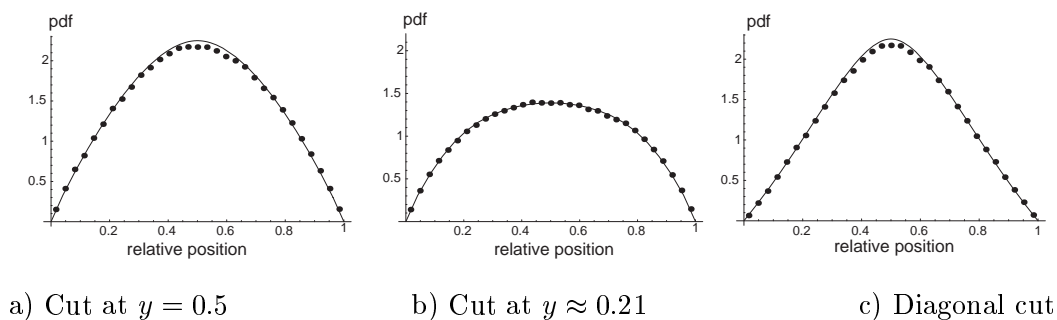 pdf
2
1.5
1
0.5
0.2 0.4 0.6 0.8 1
relative position
a) Cut at y = 0.5
pdf
2
1.5
1
0.5
0.2 0.4 0.6 0.8 1
relative position
b) Cut at y ≈ 0.21
pdf
2
1.5
1
0.5
0.2 0.4 0.6 0.8 1
relative position
c) Diagonal cut